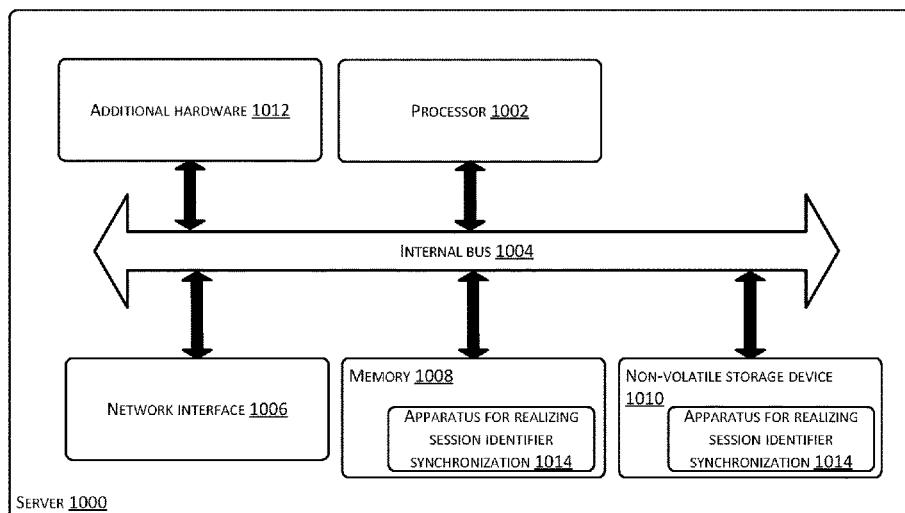 ADDITIONAL HARDWARE 1012
PROCESSOR 1002
INTERNAL BUS 1004
NETWORK INTERFACE 1006
MEMORY 1008
APPARATUS FOR REALIZING
SESSION IDENTIFIER
SYNCHRONIZATION 1014
NON-VOLATILE STORAGE DEVICE
1010
APPARATUS FOR REALIZING
SESSION IDENTIFIER
SYNCHRONIZATION 1014
SERVER 1000